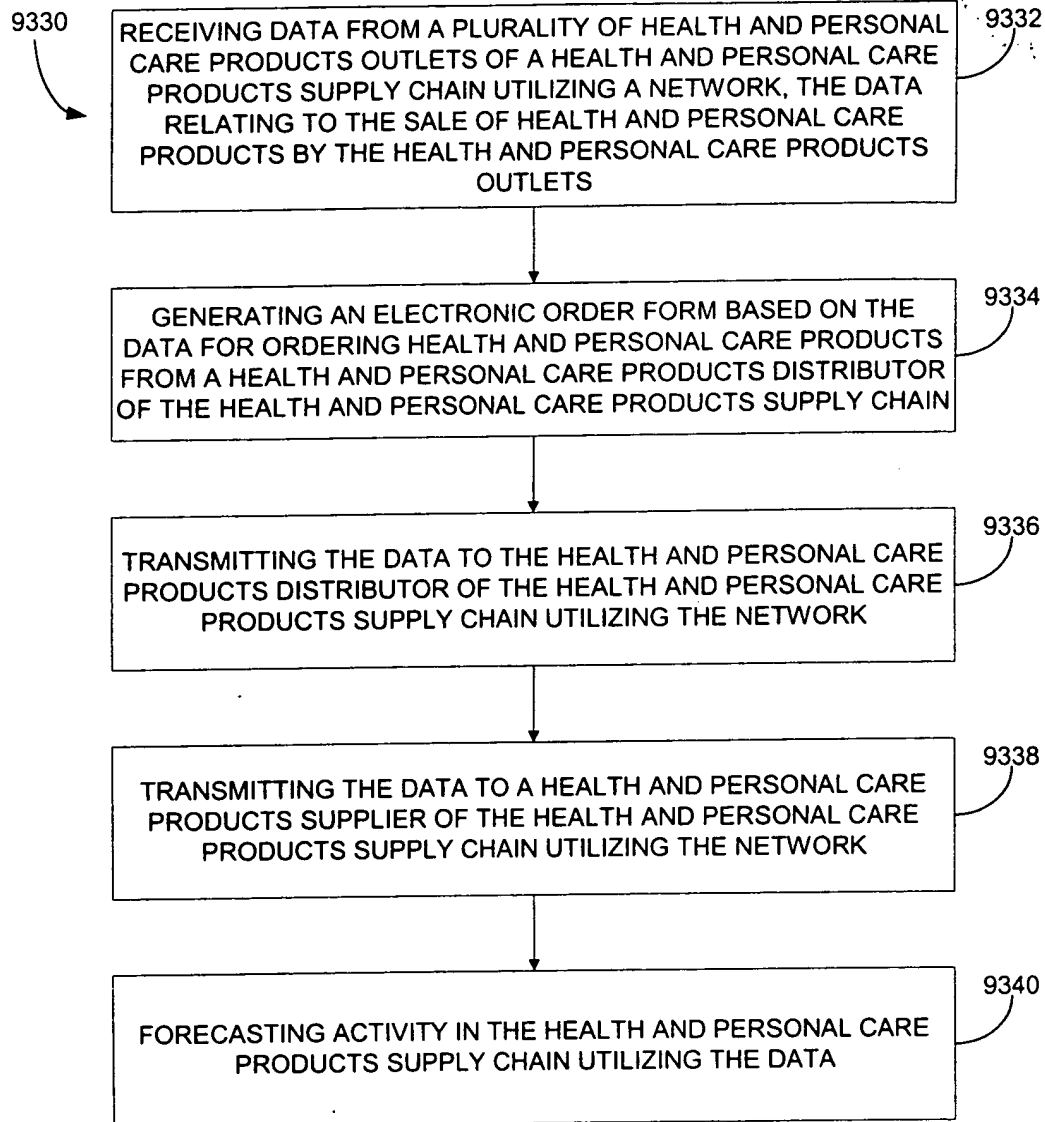 9330
RECEIVING DATA FROM A PLURALITY OF HEALTH AND PERSONAL
CARE PRODUCTS OUTLETS OF A HEALTH AND PERSONAL CARE
PRODUCTS SUPPLY CHAIN UTILIZING A NETWORK, THE DATA
RELATING TO THE SALE OF HEALTH AND PERSONAL CARE
PRODUCTS BY THE HEALTH AND PERSONAL CARE PRODUCTS
OUTLETS
9332
GENERATING AN ELECTRONIC ORDER FORM BASED ON THE
DATA FOR ORDERING HEALTH AND PERSONAL CARE PRODUCTS
FROM A HEALTH AND PERSONAL CARE PRODUCTS DISTRIBUTOR
OF THE HEALTH AND PERSONAL CARE PRODUCTS SUPPLY CHAIN
9334
TRANSMITTING THE DATA TO THE HEALTH AND PERSONAL CARE
PRODUCTS DISTRIBUTOR OF THE HEALTH AND PERSONAL CARE
PRODUCTS SUPPLY CHAIN UTILIZING THE NETWORK
9336
TRANSMITTING THE DATA TO A HEALTH AND PERSONAL CARE
PRODUCTS SUPPLIER OF THE HEALTH AND PERSONAL CARE
PRODUCTS SUPPLY CHAIN UTILIZING THE NETWORK
9338
FORECASTING ACTIVITY IN THE HEALTH AND PERSONAL CARE
PRODUCTS SUPPLY CHAIN UTILIZING THE DATA
9340